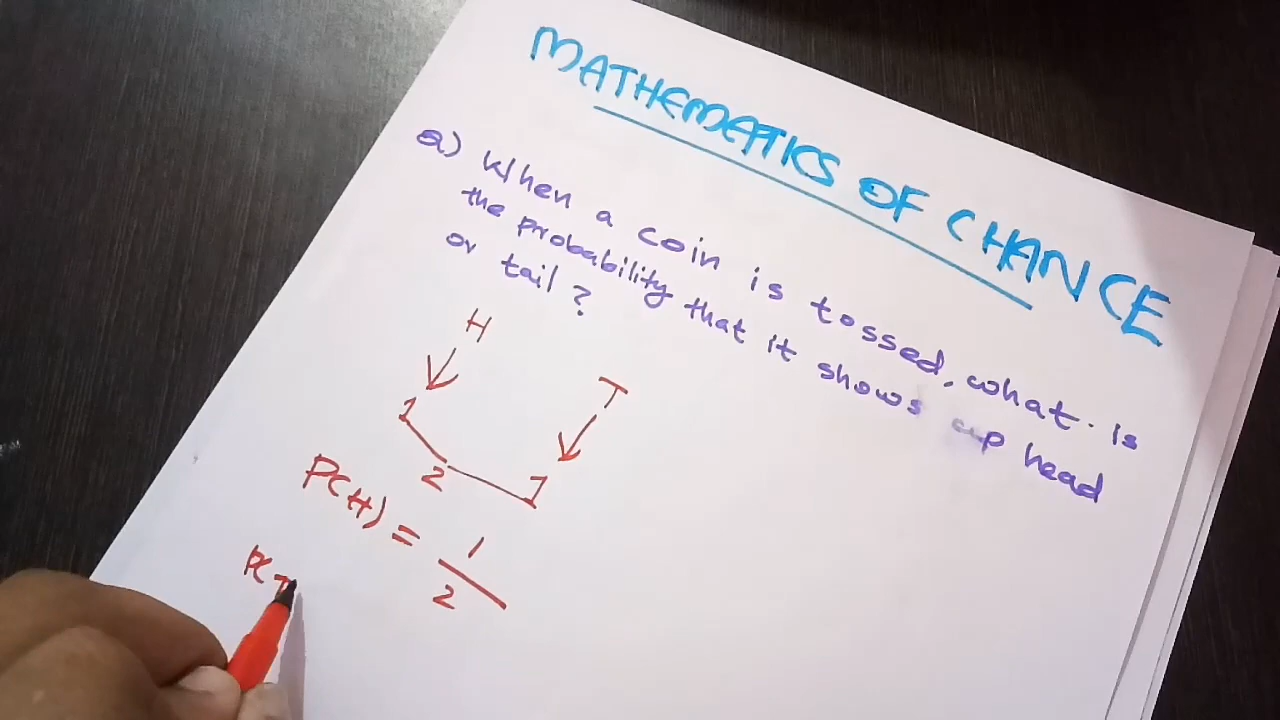 MATHEMATICS OF CHANCE
a) When a coin is tossed, what is
the probability that it shows up head
or tail?
H T
1 2 1
P(H) = 1/2
P(T